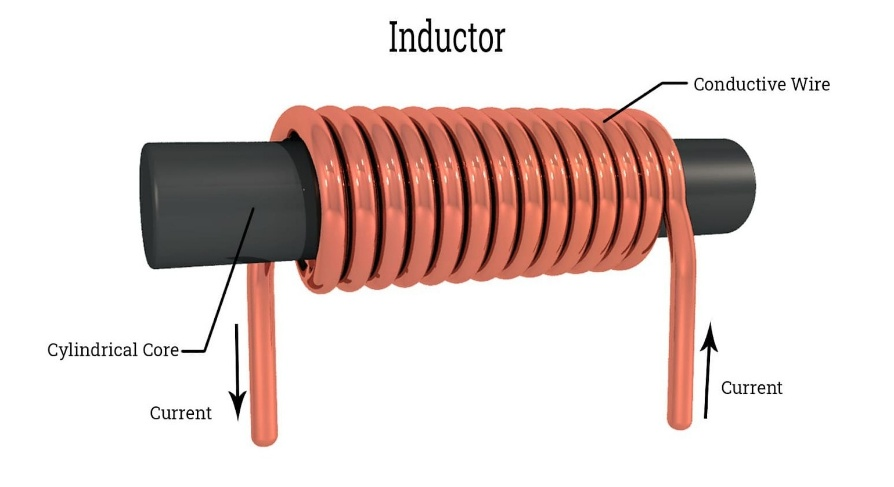 Inductor
Conductive Wire
Cylindrical Core
Current
Current